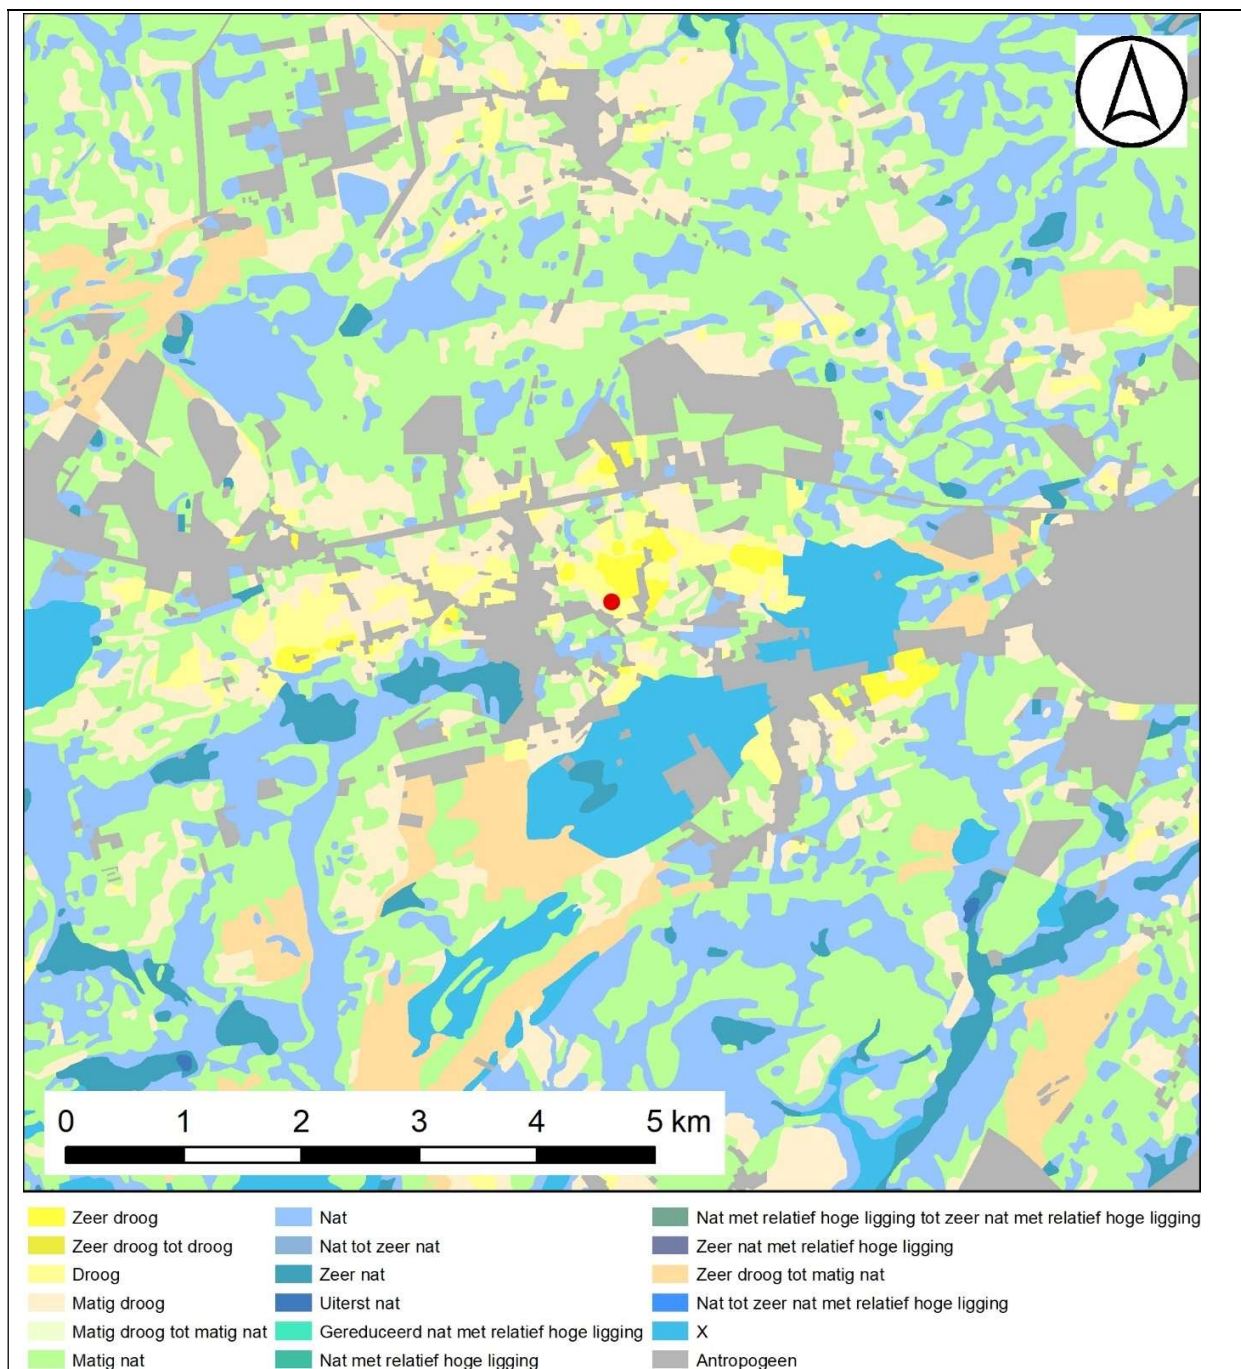 0 1 2 3 4 5 km
Zeer droog
Zeer droog tot droog
Droog
Matig droog
Matig droog tot matig nat
Matig nat
Nat
Nat tot zeer nat
Zeer nat
Uiterst nat
Gereduceerd nat met relatief hoge ligging
Nat met relatief hoge ligging
Nat met relatief hoge ligging tot zeer nat met relatief hoge ligging
Zeer nat met relatief hoge ligging
Zeer droog tot matig nat
Nat tot zeer nat met relatief hoge ligging
X
Antropogeen